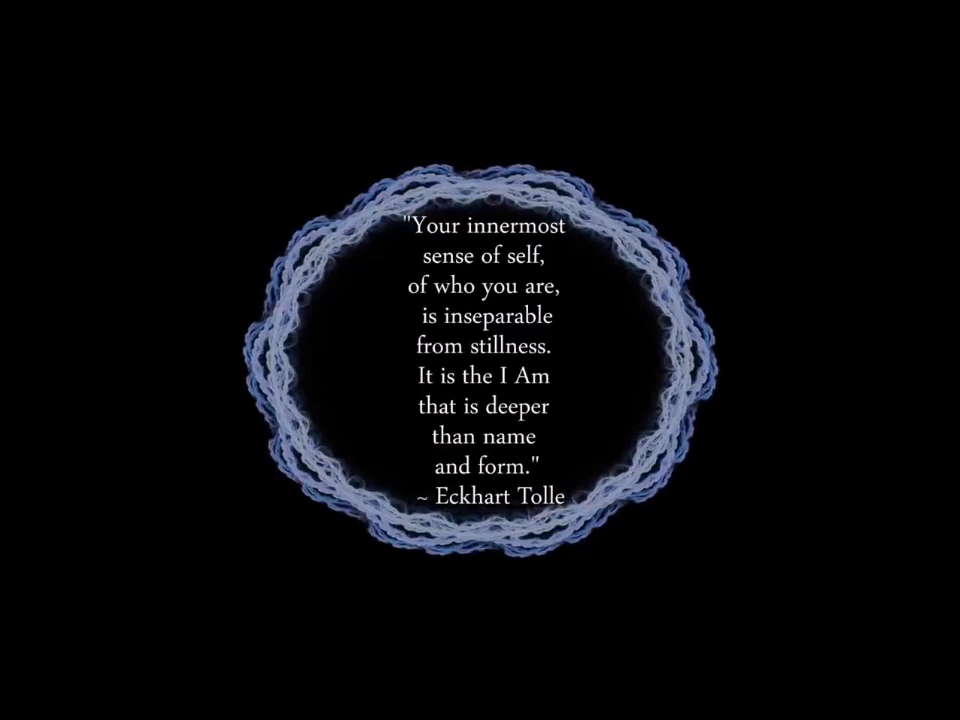 "Your innermost
sense of self,
of who you are,
is inseparable
from stillness.
It is the I Am
that is deeper
than name
and form."
~ Eckhart Tolle